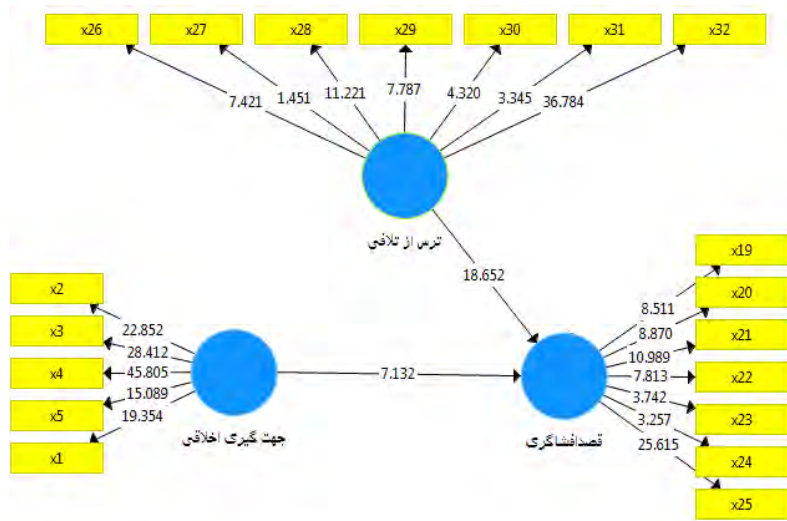 x26 x27 x28 x29 x30 x31 x32
7.421 1.451 11.221 7.787 4.320 3.345 36.784
ترس از تلافی
18.652
x2
x3
x4
x5
x1
22.852
28.412
45.805
15.089
19.354
جهت گیری اخلاقی
7.132
قصدافشاگری
8.511
8.870
10.989
7.813
3.742
3.257
25.615
x19
x20
x21
x22
x23
x24
x25